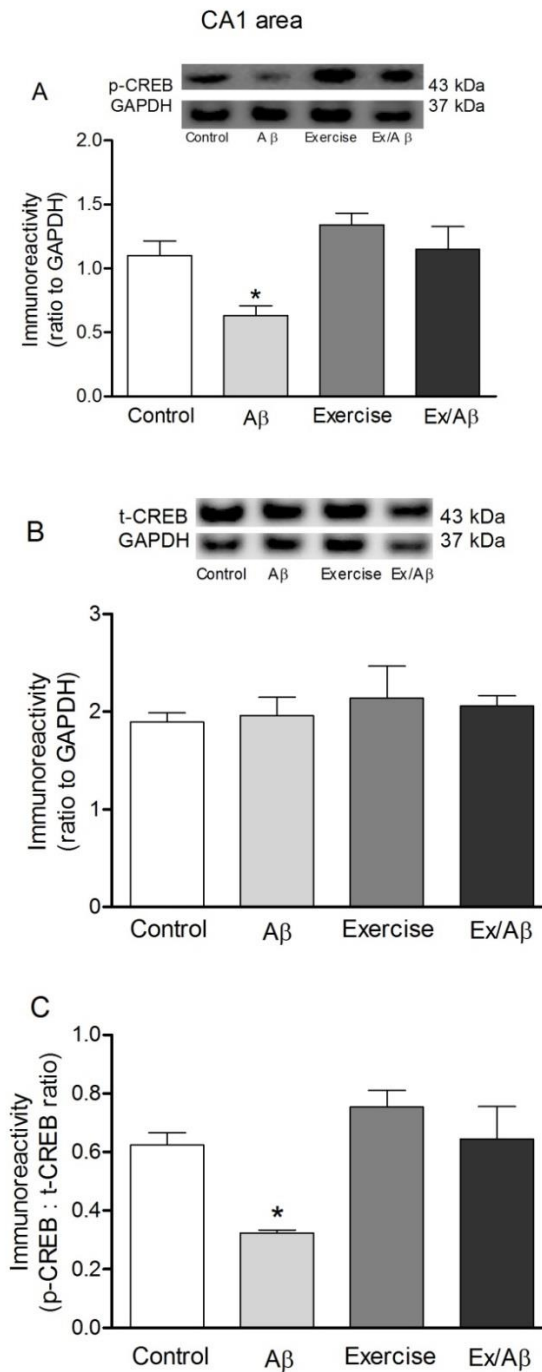 CA1 area
A
p-CREB 43 kDa
GAPDH 37 kDa
Control Aβ Exercise Ex/Aβ
Immunoreactivity
(ratio to GAPDH)
2.0
1.5
1.0
0.5
0.0
*
Control Aβ Exercise Ex/Aβ
B
t-CREB 43 kDa
GAPDH 37 kDa
Control Aβ Exercise Ex/Aβ
Immunoreactivity
(ratio to GAPDH)
3
2
1
0
Control Aβ Exercise Ex/Aβ
C
Immunoreactivity
(p-CREB : t-CREB ratio)
1.0
0.8
0.6
0.4
0.2
0.0
*
Control Aβ Exercise Ex/Aβ